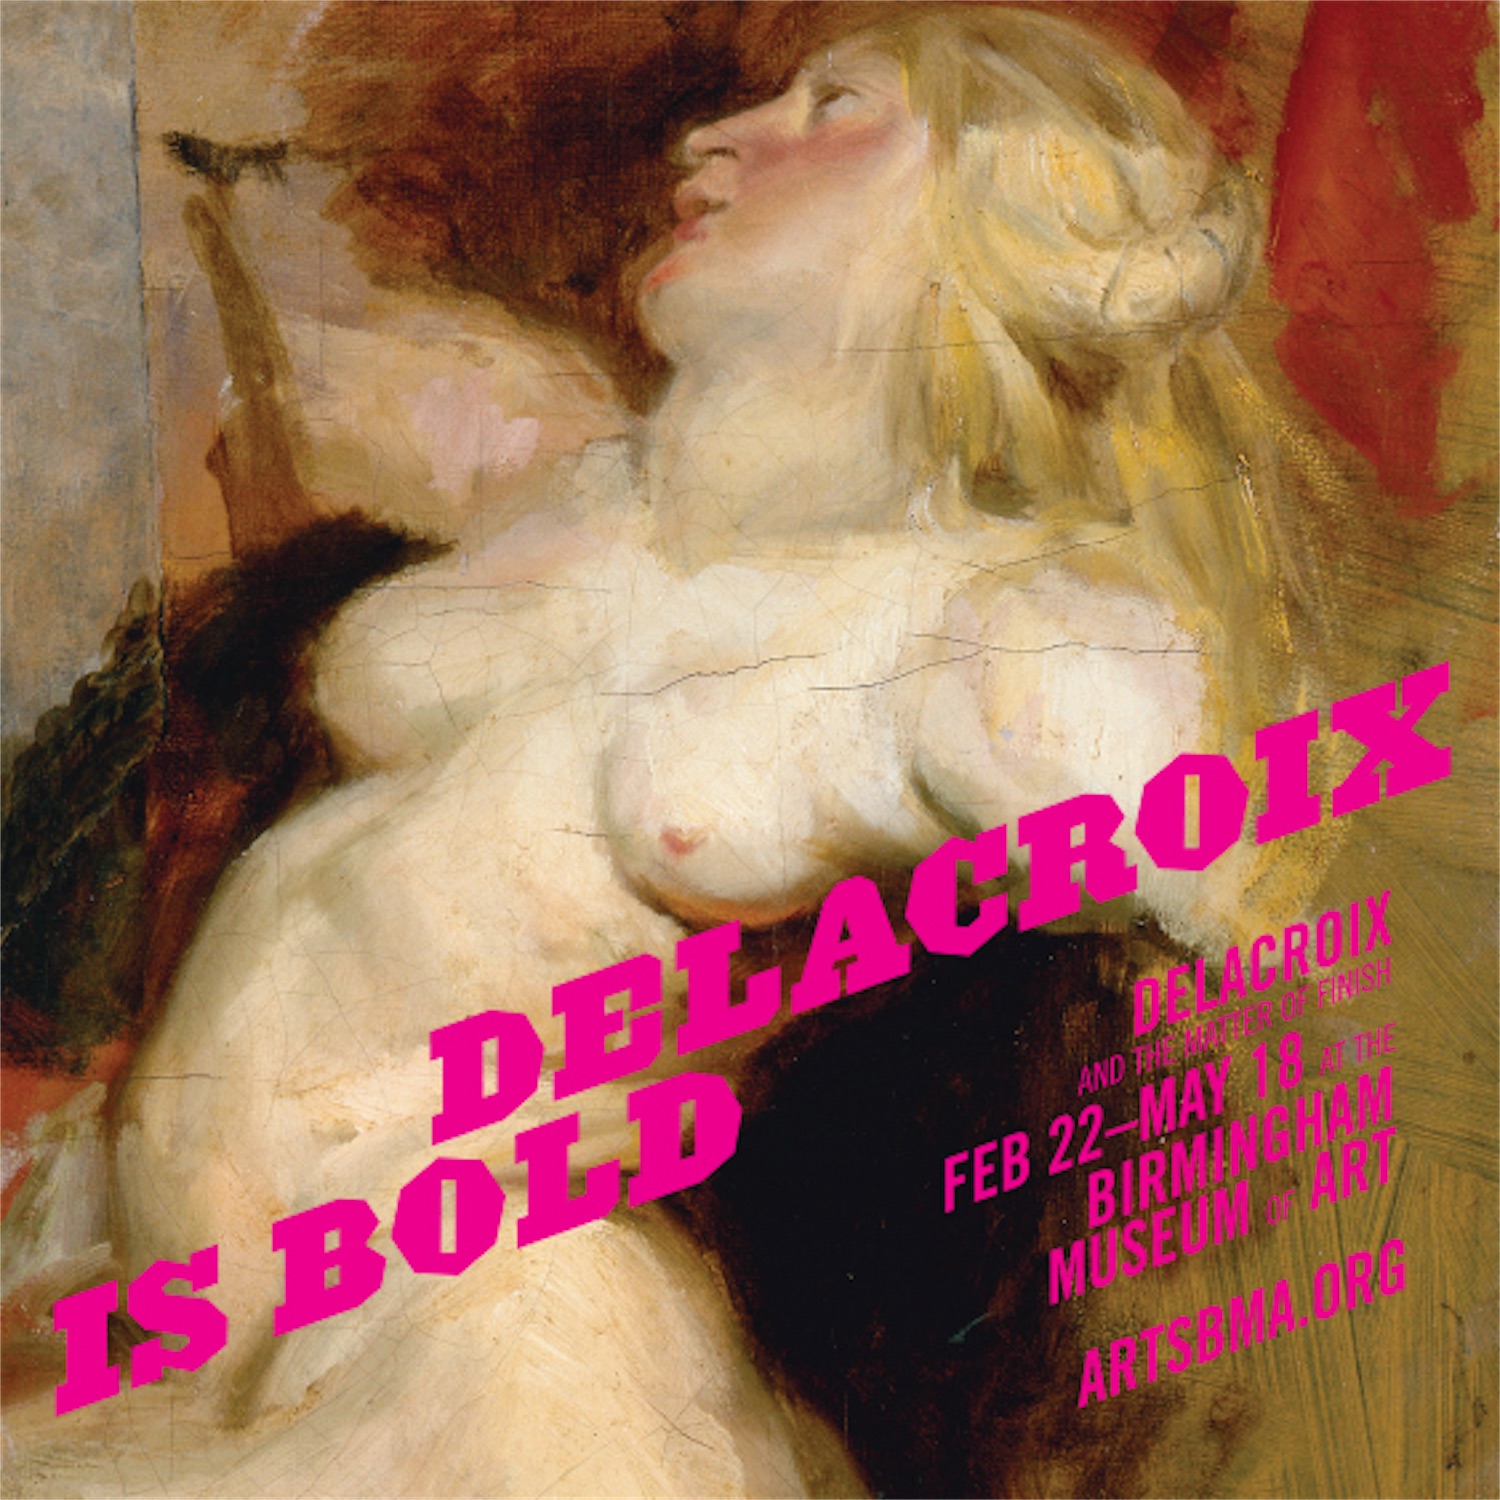 DELACROIX
IS BOLD
DELACROIX
AND THE MATTER OF FINISH
FEB 22–MAY 18 AT THE
BIRMINGHAM
MUSEUM OF ART
ARTSBMA.ORG